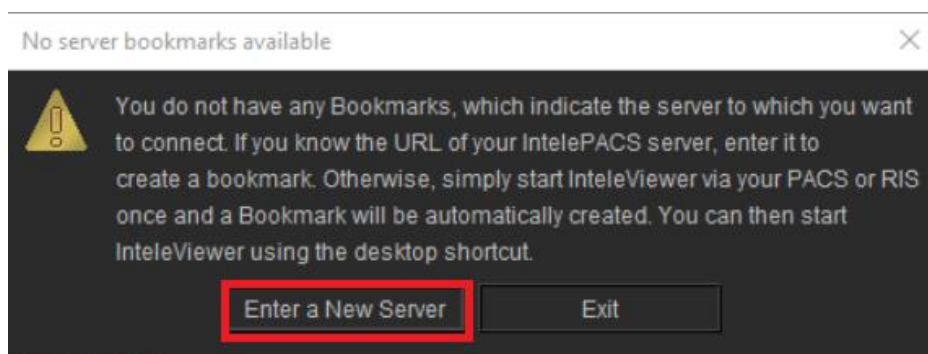 No server bookmarks available
You do not have any Bookmarks, which indicate the server to which you want
to connect. If you know the URL of your IntelePACS server, enter it to
create a bookmark. Otherwise, simply start InteleViewer via your PACS or RIS
once and a Bookmark will be automatically created. You can then start
InteleViewer using the desktop shortcut.
Enter a New Server Exit